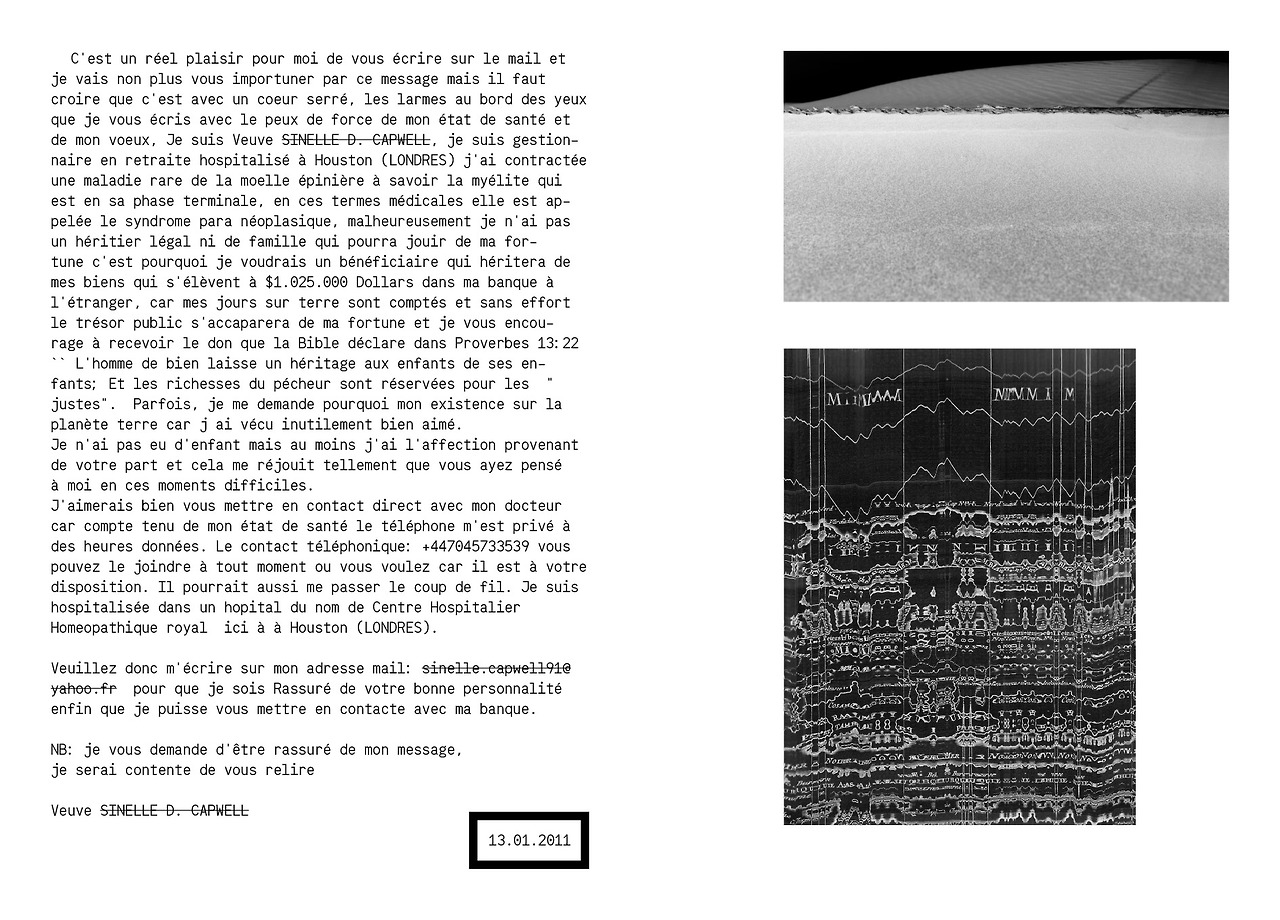 C'est un réel plaisir pour moi de vous écrire sur le mail et
je vais non plus vous importuner par ce message mais il faut
croire que c'est avec un coeur serré, les larmes au bord des yeux
que je vous écris avec le peux de force de mon état de santé et
de mon voeux, Je suis Veuve SINELLE D. CAPWELL, je suis gestion-
naire en retraite hospitalisé à Houston (LONDRES) j'ai contractée
une maladie rare de la moelle épinière à savoir la myélite qui
est en sa phase terminale, en ces termes médicales elle est ap-
pelée le syndrome para néoplasique, malheureusement je n'ai pas
un héritier légal ni de famille qui pourra jouir de ma for-
tune c'est pourquoi je voudrais un bénéficiaire qui héritera de
mes biens qui s'élèvent à $1.025.000 Dollars dans ma banque à
l'étranger, car mes jours sur terre sont comptés et sans effort
le trésor public s'accaparera de ma fortune et je vous encou-
rage à recevoir le don que la Bible déclare dans Proverbes 13:22
`` L'homme de bien laisse un héritage aux enfants de ses en-
fants; Et les richesses du pécheur sont réservées pour les  "
justes".  Parfois, je me demande pourquoi mon existence sur la
planète terre car j ai vécu inutilement bien aimé.
Je n'ai pas eu d'enfant mais au moins j'ai l'affection provenant
de votre part et cela me réjouit tellement que vous ayez pensé
à moi en ces moments difficiles.
J'aimerais bien vous mettre en contact direct avec mon docteur
car compte tenu de mon état de santé le téléphone m'est privé à
des heures données. Le contact téléphonique: +447045733539 vous
pouvez le joindre à tout moment ou vous voulez car il est à votre
disposition. Il pourrait aussi me passer le coup de fil. Je suis
hospitalisée dans un hopital du nom de Centre Hospitalier
Homeopathique royal  ici à à Houston (LONDRES).
Veuillez donc m'écrire sur mon adresse mail: sinelle.capwell91@
yahoo.fr  pour que je sois Rassuré de votre bonne personnalité
enfin que je puisse vous mettre en contacte avec ma banque.
NB: je vous demande d'être rassuré de mon message,
je serai contente de vous relire
Veuve SINELLE D. CAPWELL
13.01.2011